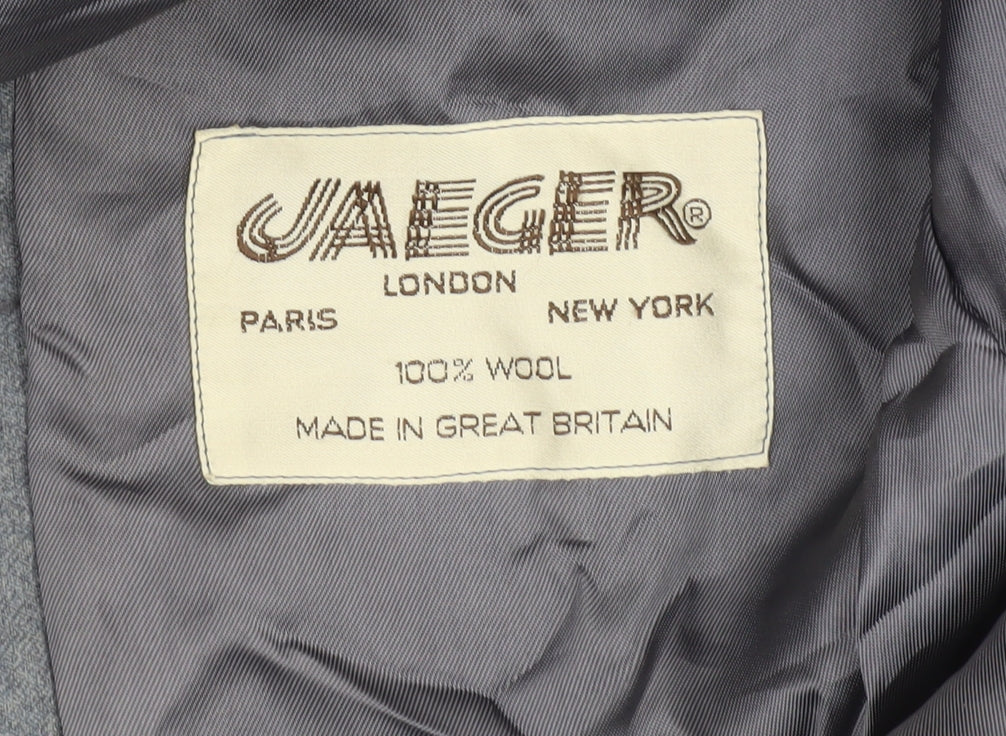 JAEGER®
LONDON
PARIS NEW YORK
100% WOOL
MADE IN GREAT BRITAIN